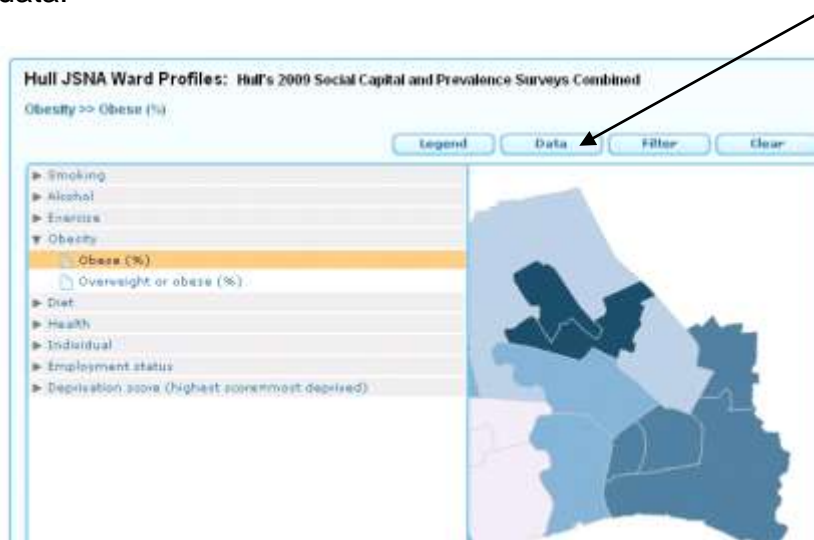 data.
Hull JSNA Ward Profiles: Hull's 2009 Social Capital and Prevalence Surveys Combined
Obesity >> Obese (%)
Legend Data Filter Clear
Smoking
Alcohol
Exercise
Obesity
Obese (%)
Overweight or obese (%)
Diet
Health
Individual
Employment status
Deprivation score (highest score=most deprived)